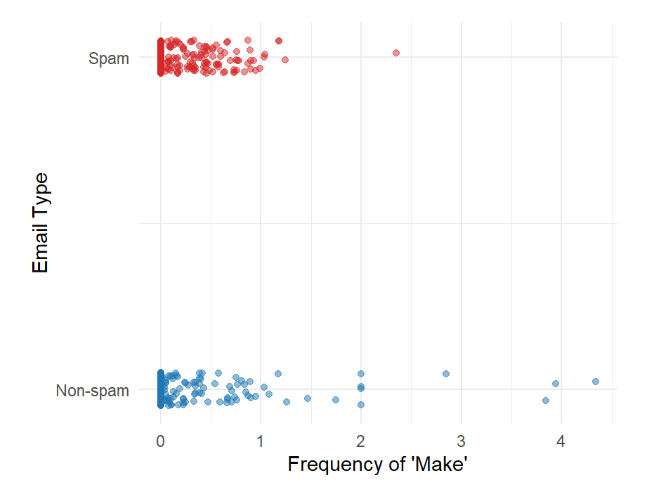 Spam
Email Type
Non-spam
0 1 2 3 4
Frequency of 'Make'